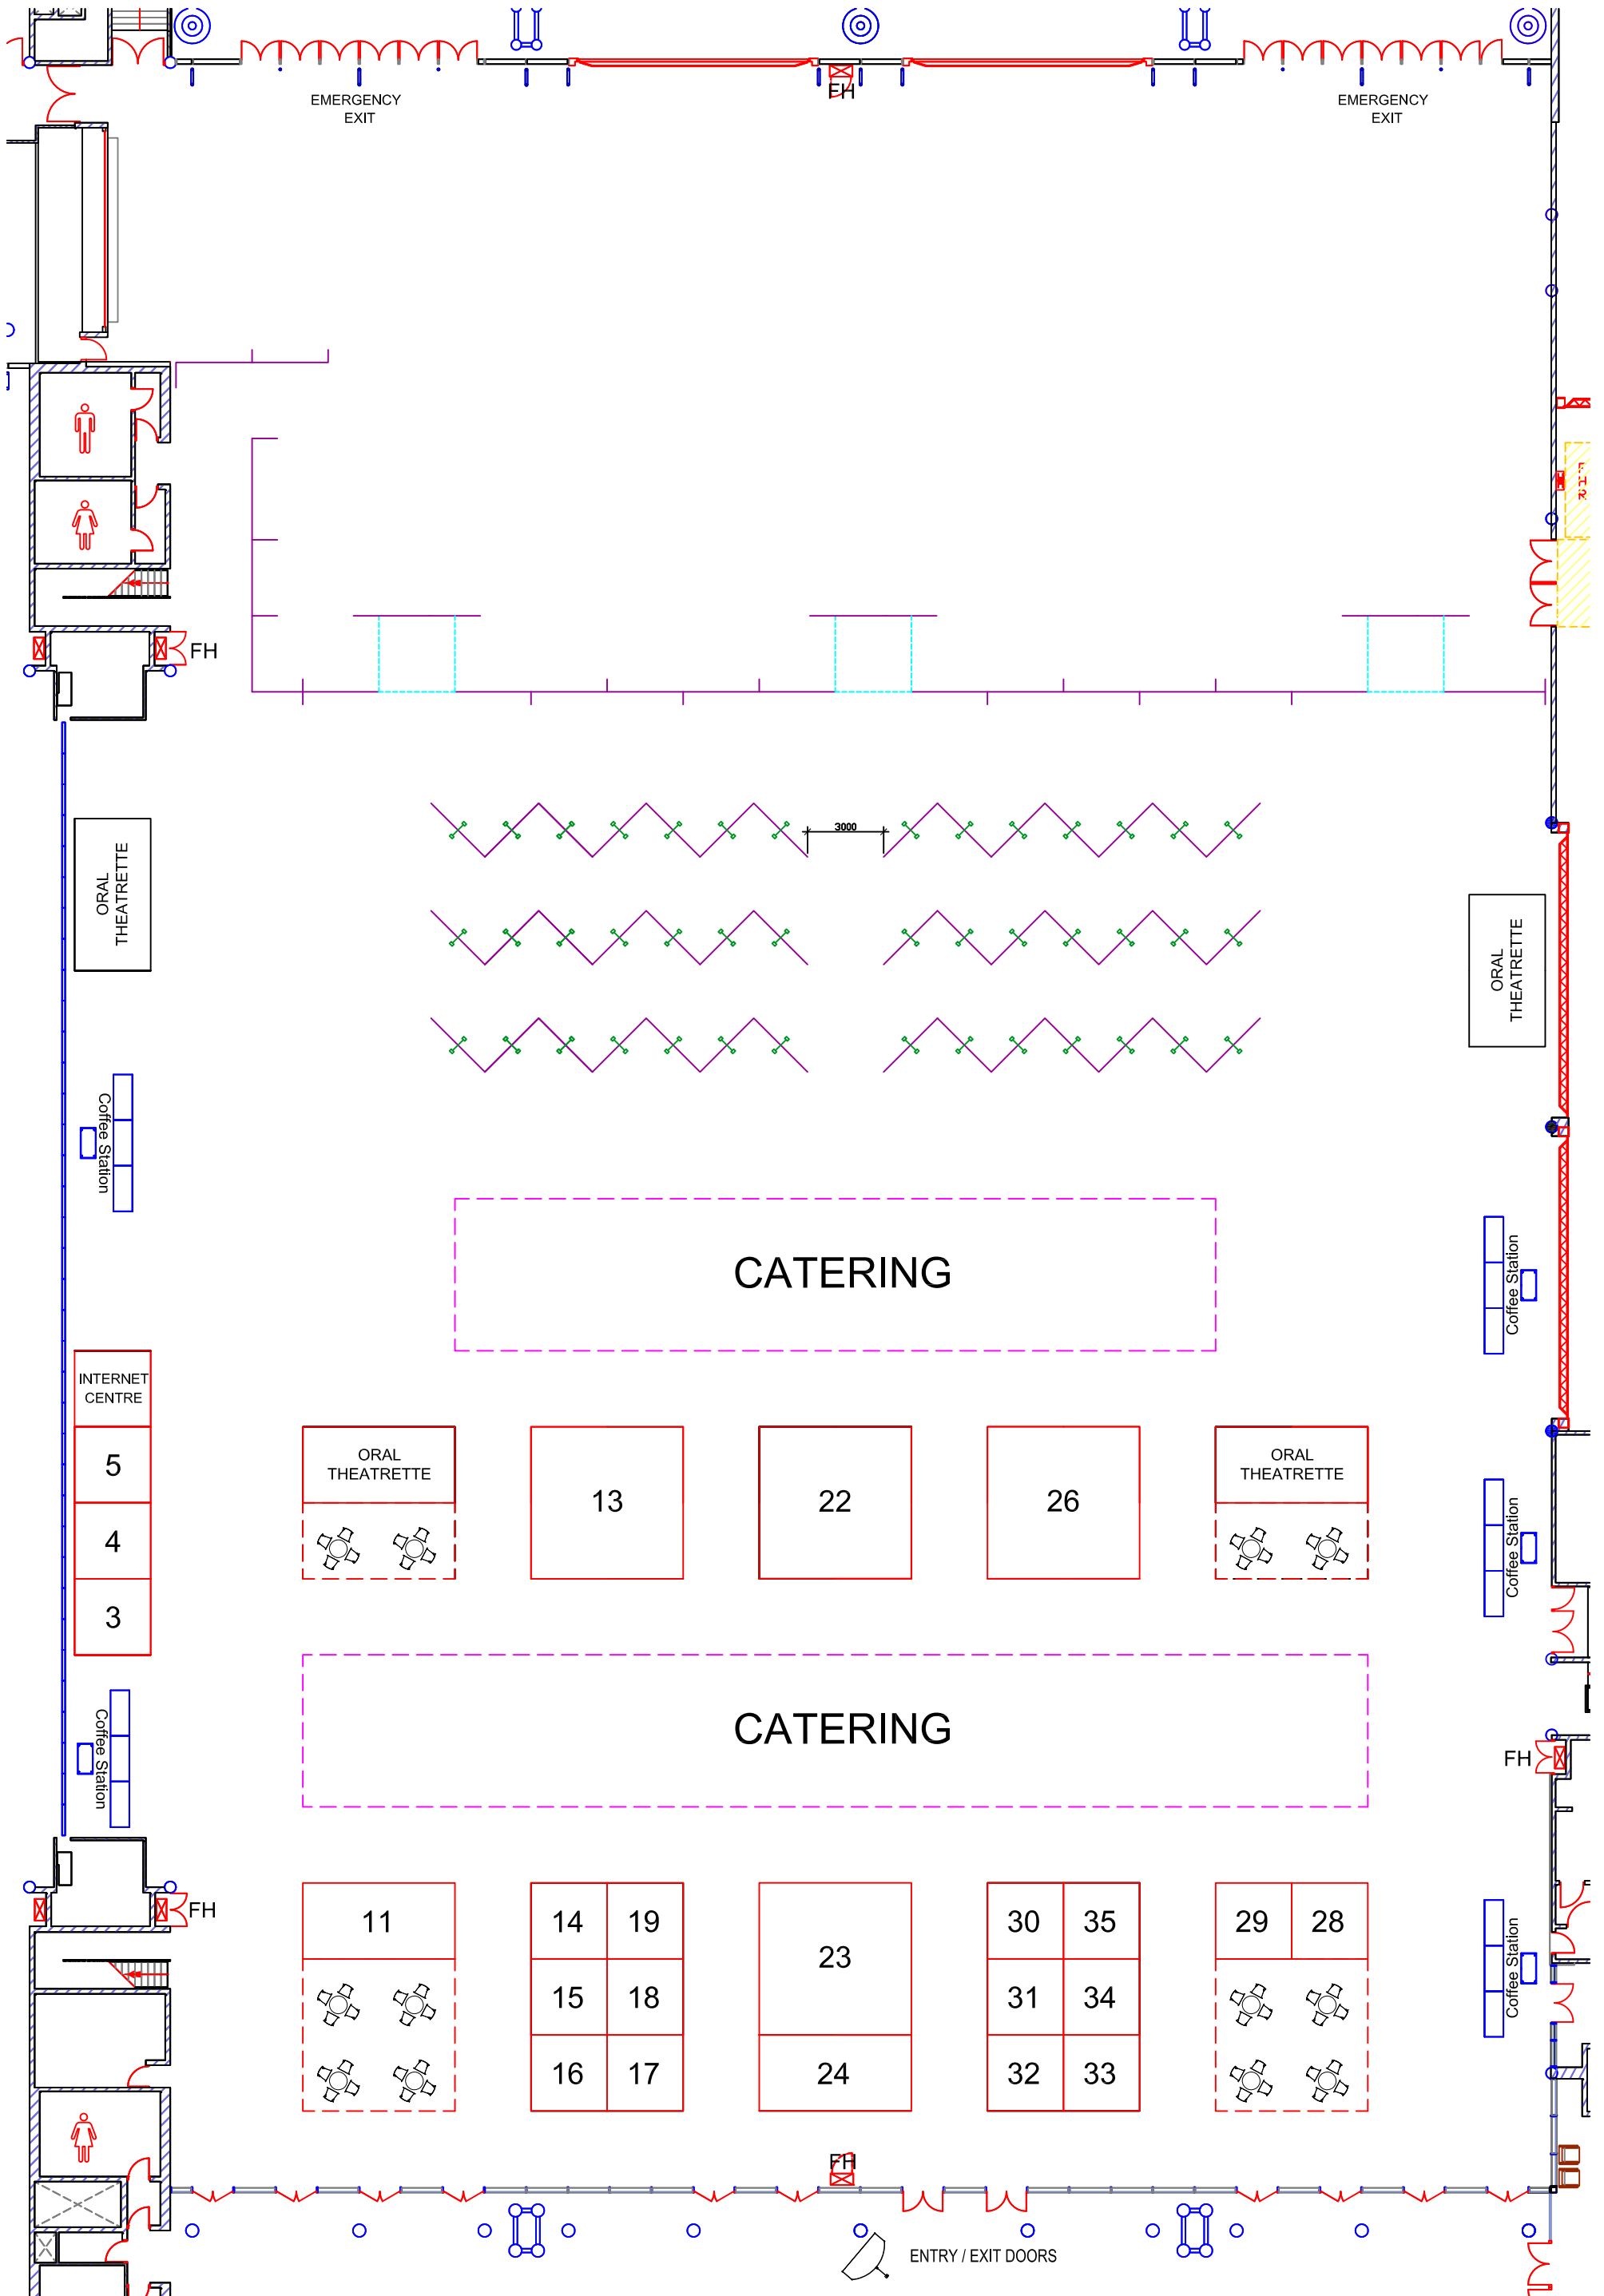 FH
EMERGENCY
EXIT
EMERGENCY
EXIT
FH
3000
ORAL
THEATRETTE
ORAL
THEATRETTE
Coffee Station
Coffee Station
CATERING
INTERNET
CENTRE
5
4
3
ORAL
THEATRETTE
13
22
26
ORAL
THEATRETTE
Coffee Station
CATERING
Coffee Station
FH
FH
11
14
19
23
30
35
29
28
15
18
31
34
16
17
24
32
33
Coffee Station
FH
ENTRY / EXIT DOORS